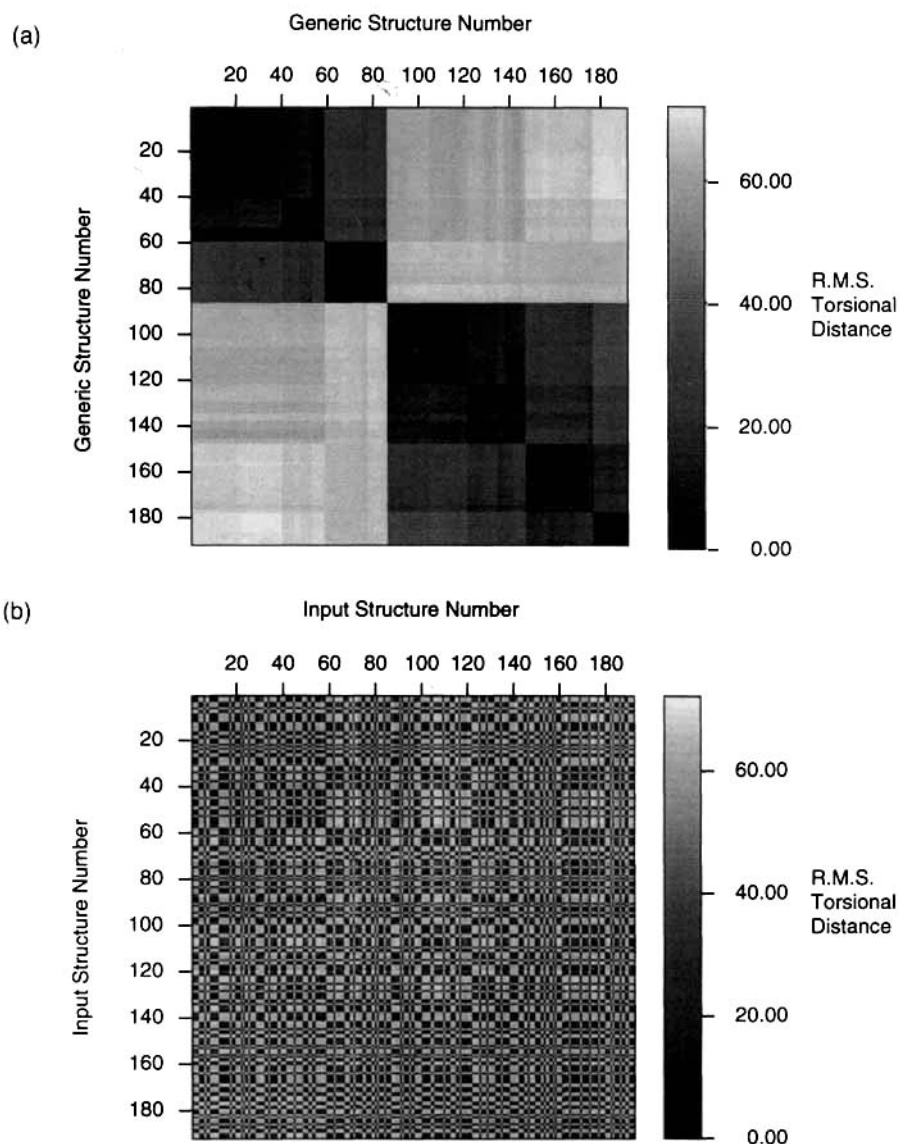 (a)
Generic Structure Number
20 40 60 80 100 120 140 160 180
Generic Structure Number
20
40
60
80
100
120
140
160
180
60.00
40.00
20.00
0.00
R.M.S.
Torsional
Distance
(b)
Input Structure Number
20 40 60 80 100 120 140 160 180
Input Structure Number
20
40
60
80
100
120
140
160
180
60.00
40.00
20.00
0.00
R.M.S.
Torsional
Distance